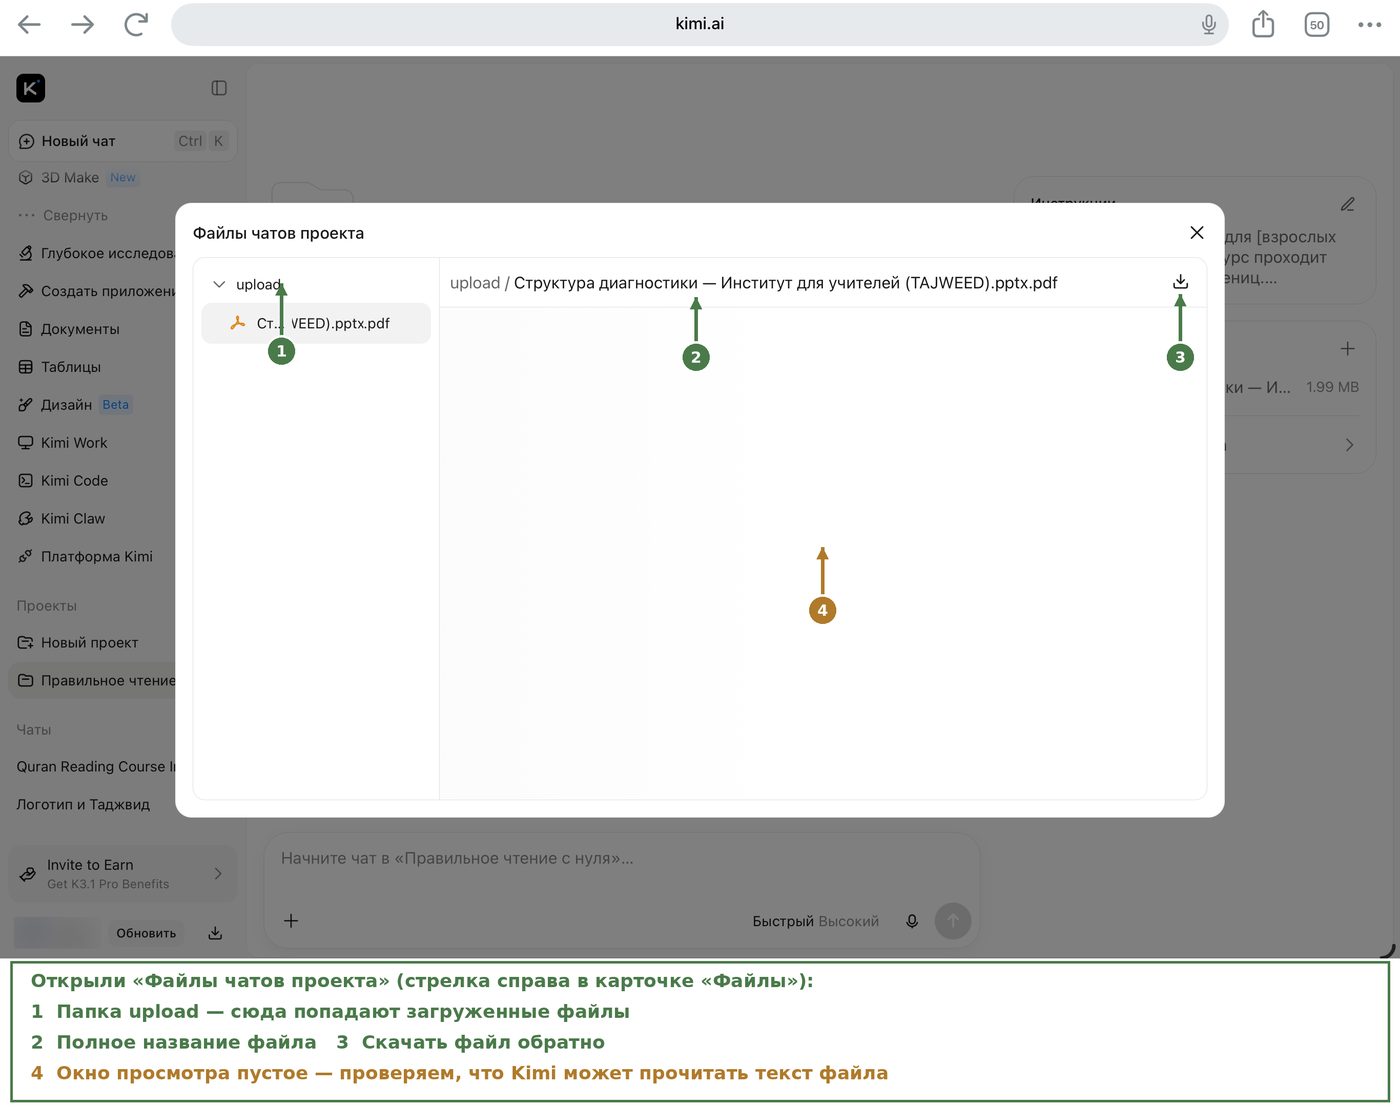 kimi.ai
50
Новый чат Ctrl K
3D Make New
Свернуть
Глубокое исследов
Создать приложени
Документы
Таблицы
Дизайн Beta
Kimi Work
Kimi Code
Kimi Claw
Платформа Kimi
Проекты
Новый проект
Правильное чтение
Чаты
Quran Reading Course
Логотип и Таджвид
Invite to Earn
Get K3.1 Pro Benefits
Обновить
Файлы чатов проекта
upload
Ст... WEED).pptx.pdf
upload / Структура диагностики — Институт для учителей (TAJWEED).pptx.pdf
1
2
3
4
Инструкции
для [взрослых
урс проходит
ениц....
ки — И... 1.99 MB
Начните чат в «Правильное чтение с нуля»...
Быстрый Высокий
Открыли «Файлы чатов проекта» (стрелка справа в карточке «Файлы»):
1 Папка upload — сюда попадают загруженные файлы
2 Полное название файла 3 Скачать файл обратно
4 Окно просмотра пустое — проверяем, что Kimi может прочитать текст файла